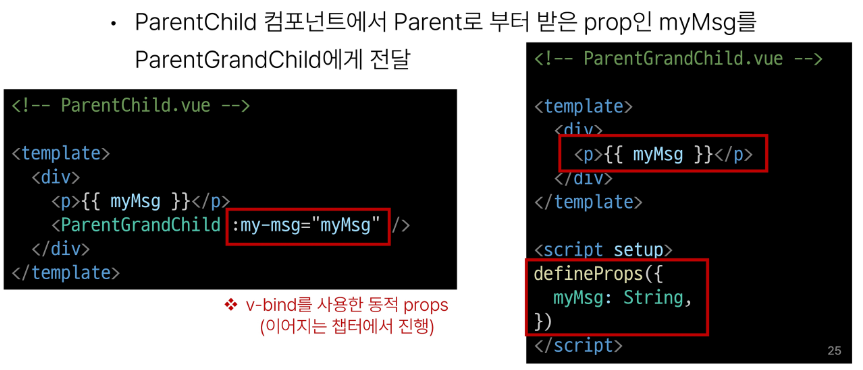 • ParentChild 컴포넌트에서 Parent로 부터 받은 prop인 myMsg를
ParentGrandChild에게 전달
<!-- ParentChild.vue -->
<template>
<div>
<p>{{ myMsg }}</p>
<ParentGrandChild :my-msg="myMsg" />
</div>
</template>
❖ v-bind를 사용한 동적 props
(이어지는 챕터에서 진행)
<!-- ParentGrandChild.vue -->
<template>
<div>
<p>{{ myMsg }}</p>
</div>
</template>
<script setup>
defineProps({
myMsg: String,
})
</script>
25